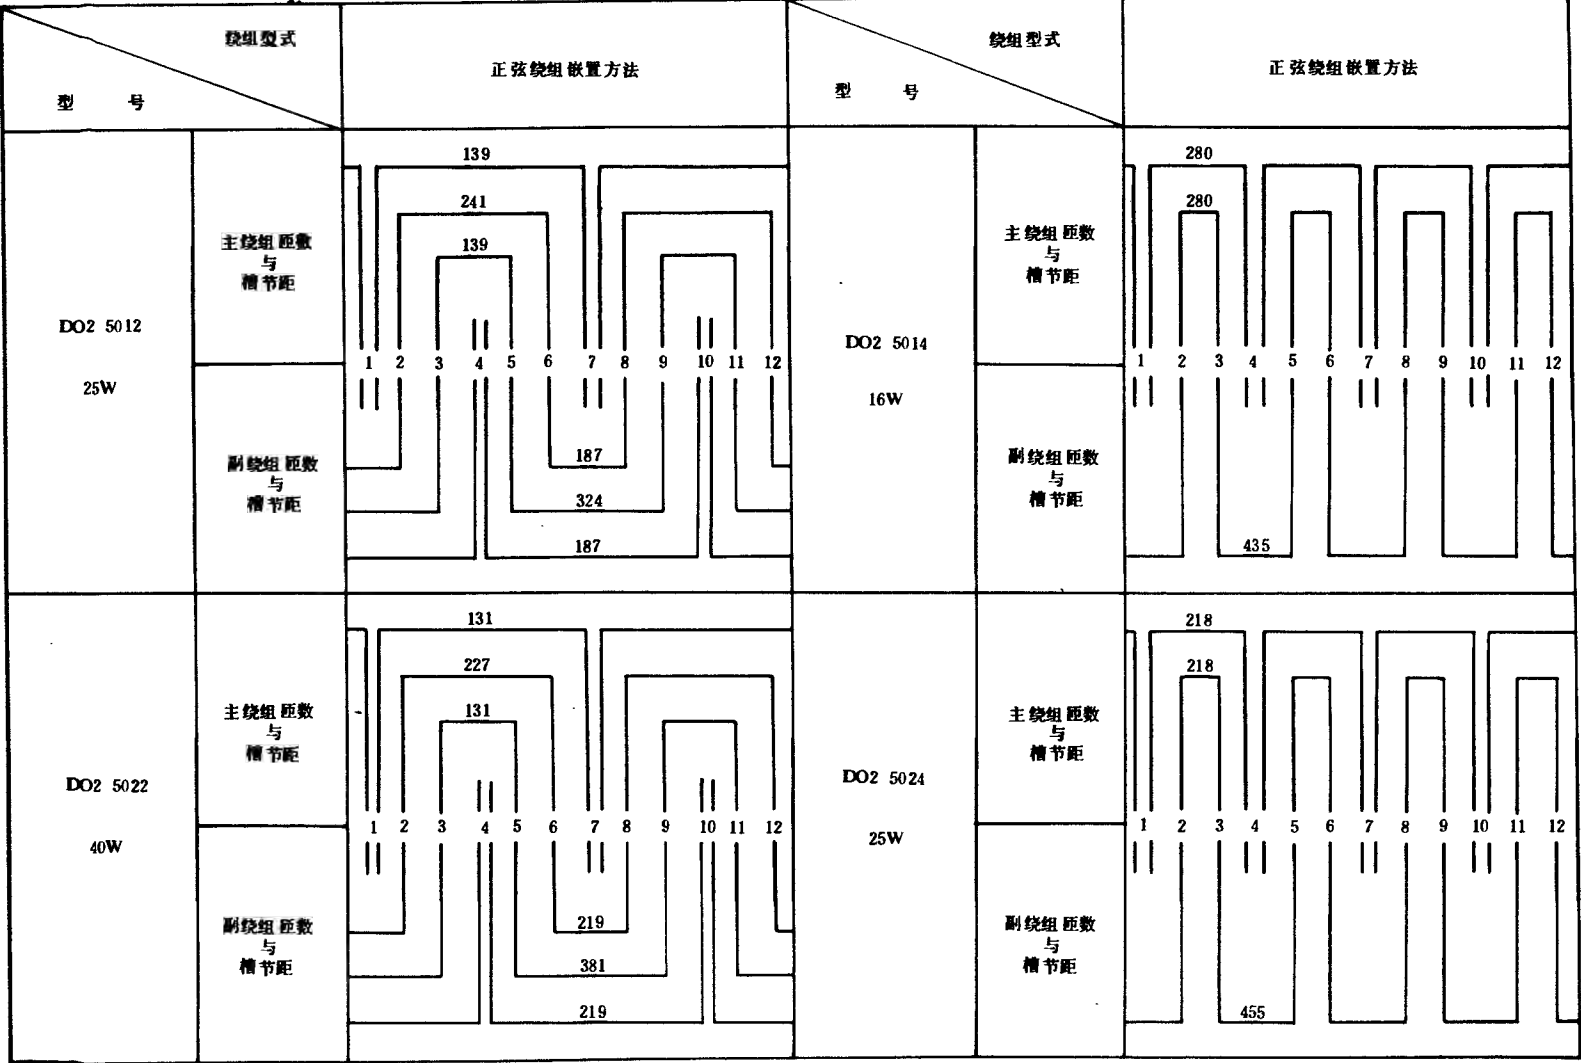 绕组型式
型 号
正弦绕组嵌置方法
绕组型式
型 号
正弦绕组嵌置方法
DO2 5012
25W
主绕组匝数
与
槽节距
139
241
139
1 2 3 4 5 6 7 8 9 10 11 12
副绕组匝数
与
槽节距
187
324
187
DO2 5014
16W
主绕组匝数
与
槽节距
280
280
1 2 3 4 5 6 7 8 9 10 11 12
副绕组匝数
与
槽节距
435
DO2 5022
40W
主绕组匝数
与
槽节距
131
227
131
1 2 3 4 5 6 7 8 9 10 11 12
副绕组匝数
与
槽节距
219
381
219
DO2 5024
25W
主绕组匝数
与
槽节距
218
218
1 2 3 4 5 6 7 8 9 10 11 12
副绕组匝数
与
槽节距
455